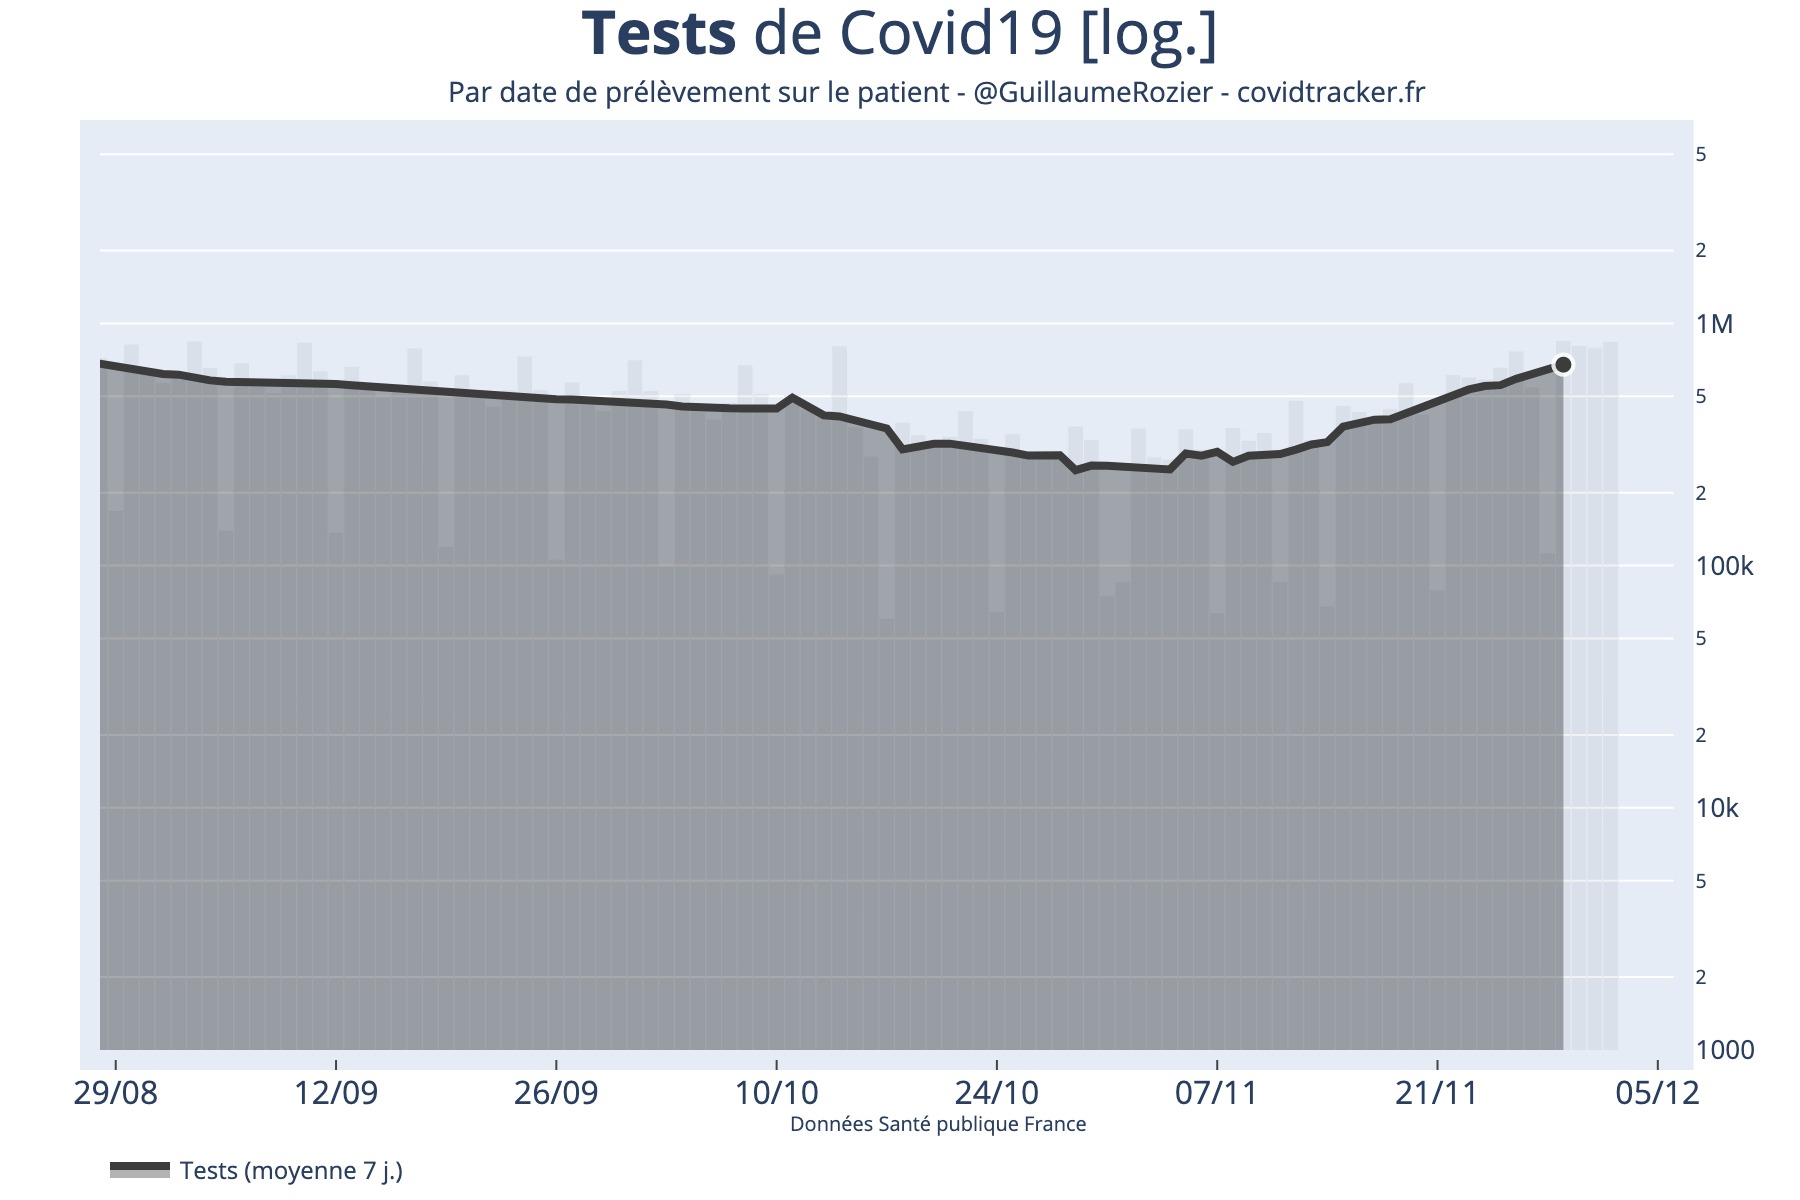 Tests de Covid19 [log.]
Par date de prélèvement sur le patient - @GuillaumeRozier - covidtracker.fr
5
2
1M
5
2
100k
5
2
10k
5
2
1000
29/08 12/09 26/09 10/10 24/10 07/11 21/11 05/12
Données Santé publique France
Tests (moyenne 7 j.)